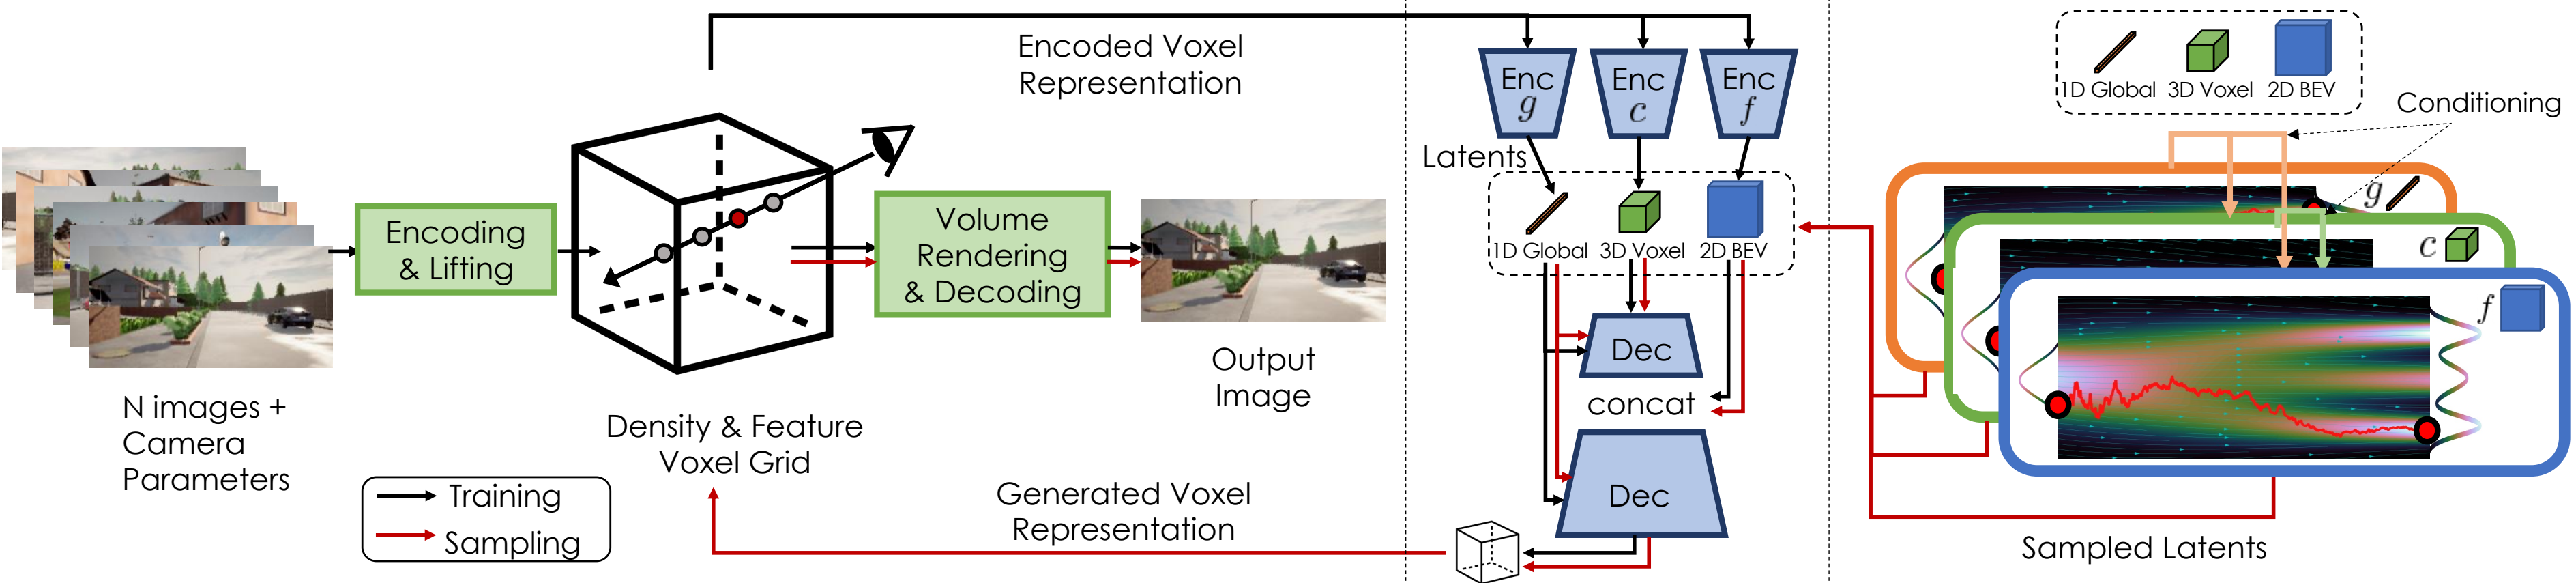 Encoded Voxel
Representation
N images +
Camera
Parameters
Encoding
& Lifting
Density & Feature
Voxel Grid
Volume
Rendering
& Decoding
Output
Image
Training
Sampling
Generated Voxel
Representation
Enc
g
Enc
c
Enc
f
Latents
1D Global
3D Voxel
2D BEV
Dec
concat
Dec
1D Global
3D Voxel
2D BEV
Conditioning
g
c
f
Sampled Latents